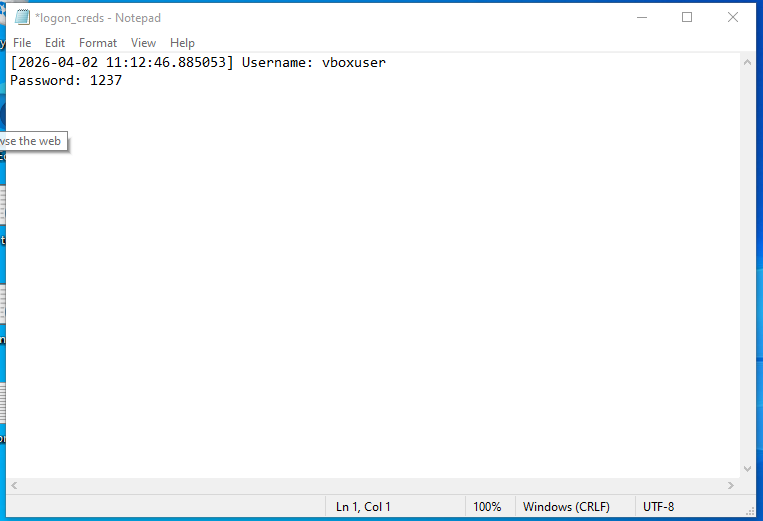 *logon_creds - Notepad
File Edit Format View Help
[2026-04-02 11:12:46.885053] Username: vboxuser
Password: 1237
the web
Ln 1, Col 1 100% Windows (CRLF) UTF-8